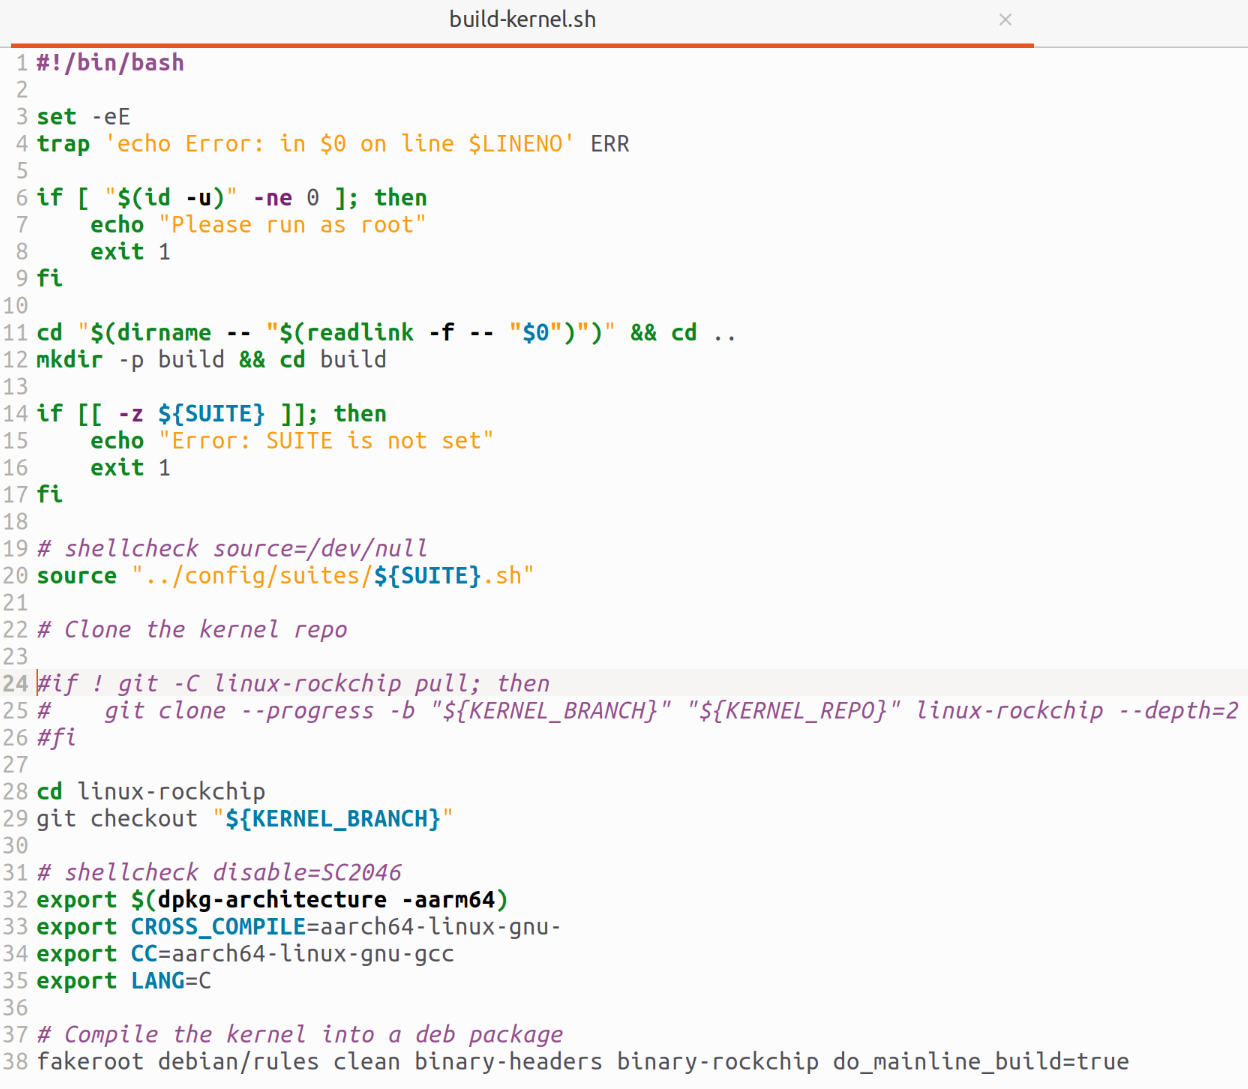 build-kernel.sh ×
1 #!/bin/bash
2
3 set -eE
4 trap 'echo Error: in $0 on line $LINENO' ERR
5
6 if [ "$(id -u)" -ne 0 ]; then
7     echo "Please run as root"
8     exit 1
9 fi
10
11 cd "$(dirname -- "$(readlink -f -- "$0")")" && cd ..
12 mkdir -p build && cd build
13
14 if [[ -z ${SUITE} ]]; then
15     echo "Error: SUITE is not set"
16     exit 1
17 fi
18
19 # shellcheck source=/dev/null
20 source "../config/suites/${SUITE}.sh"
21
22 # Clone the kernel repo
23
24 #if ! git -C linux-rockchip pull; then
25 #    git clone --progress -b "${KERNEL_BRANCH}" "${KERNEL_REPO}" linux-rockchip --depth=2
26 #fi
27
28 cd linux-rockchip
29 git checkout "${KERNEL_BRANCH}"
30
31 # shellcheck disable=SC2046
32 export $(dpkg-architecture -aarm64)
33 export CROSS_COMPILE=aarch64-linux-gnu-
34 export CC=aarch64-linux-gnu-gcc
35 export LANG=C
36
37 # Compile the kernel into a deb package
38 fakeroot debian/rules clean binary-headers binary-rockchip do_mainline_build=true